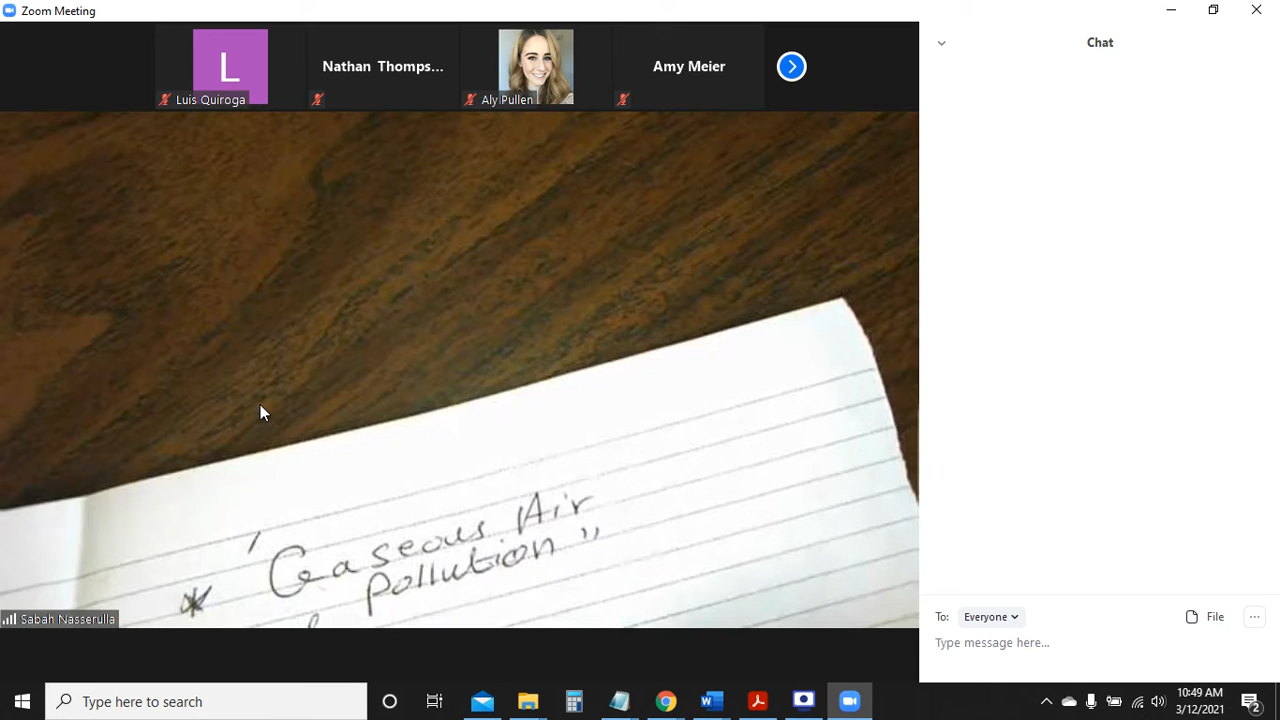 Zoom Meeting
Chat
L
Luis Quiroga
Nathan Thomps...
Aly Pullen
Amy Meier
' Gaseous Air
* Pollution "
Sabah Nasserulla
To: Everyone
File
...
Type message here...
Type here to search
10:49 AM
3/12/2021
2